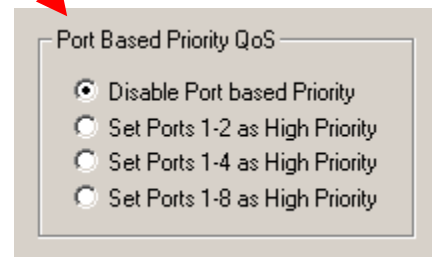 Port Based Priority QoS
Disable Port based Priority
Set Ports 1-2 as High Priority
Set Ports 1-4 as High Priority
Set Ports 1-8 as High Priority